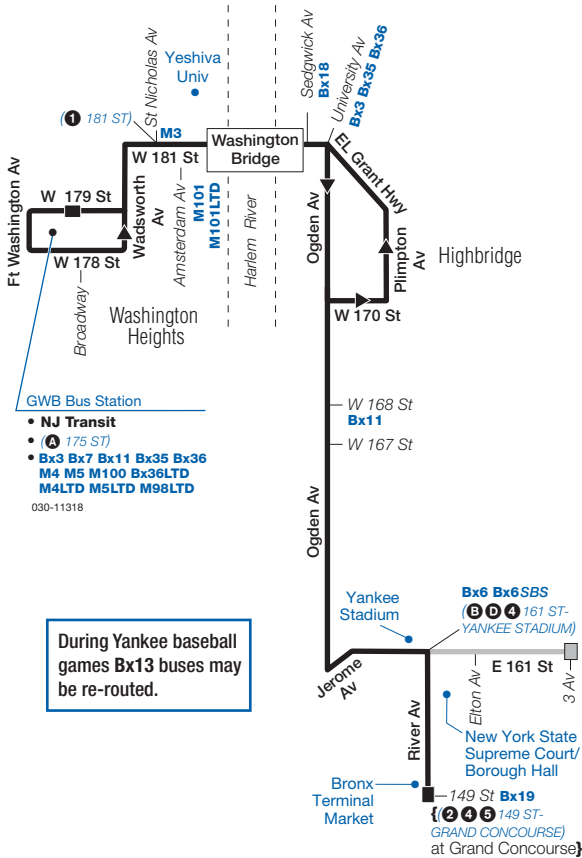 St Nicholas Av
Yeshiva
Univ
Sedgwick Av
Bx18
University Av
Bx3 Bx35 Bx36
(1 181 ST)
M3
W 181 St
Washington
Bridge
EL Grant Hwy
Ft Washington Av
W 179 St
Wadsworth
Av
Amsterdam Av
M101
M101LTD
Harlem River
Ogden Av
Plimpton
Av
Highbridge
W 178 St
Broadway
Washington
Heights
W 170 St
GWB Bus Station
• NJ Transit
• (A 175 ST)
• Bx3 Bx7 Bx11 Bx35 Bx36
M4 M5 M100 Bx36LTD
M4LTD M5LTD M98LTD
030-11318
W 168 St
Bx11
W 167 St
Ogden Av
Yankee
Stadium
Bx6 Bx6SBS
(B D 4 161 ST-
YANKEE STADIUM)
During Yankee baseball
games Bx13 buses may
be re-routed.
Jerome
Av
E 161 St
River Av
Elton Av
3 Av
New York State
Supreme Court/
Borough Hall
Bronx
Terminal
Market
149 St Bx19
{(2 4 5 149 ST-
GRAND CONCOURSE)
at Grand Concourse}